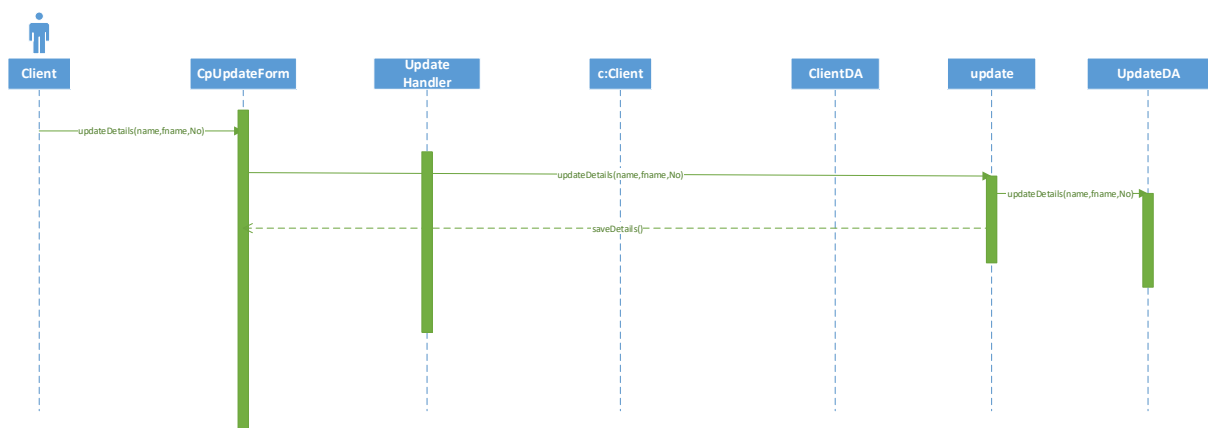 Client
CpUpdateForm
Update
Handler
c:Client
ClientDA
update
UpdateDA
updateDetails(name,fname,No)
updateDetails(name,fname,No)
updateDetails(name,fname,No)
saveDetails()